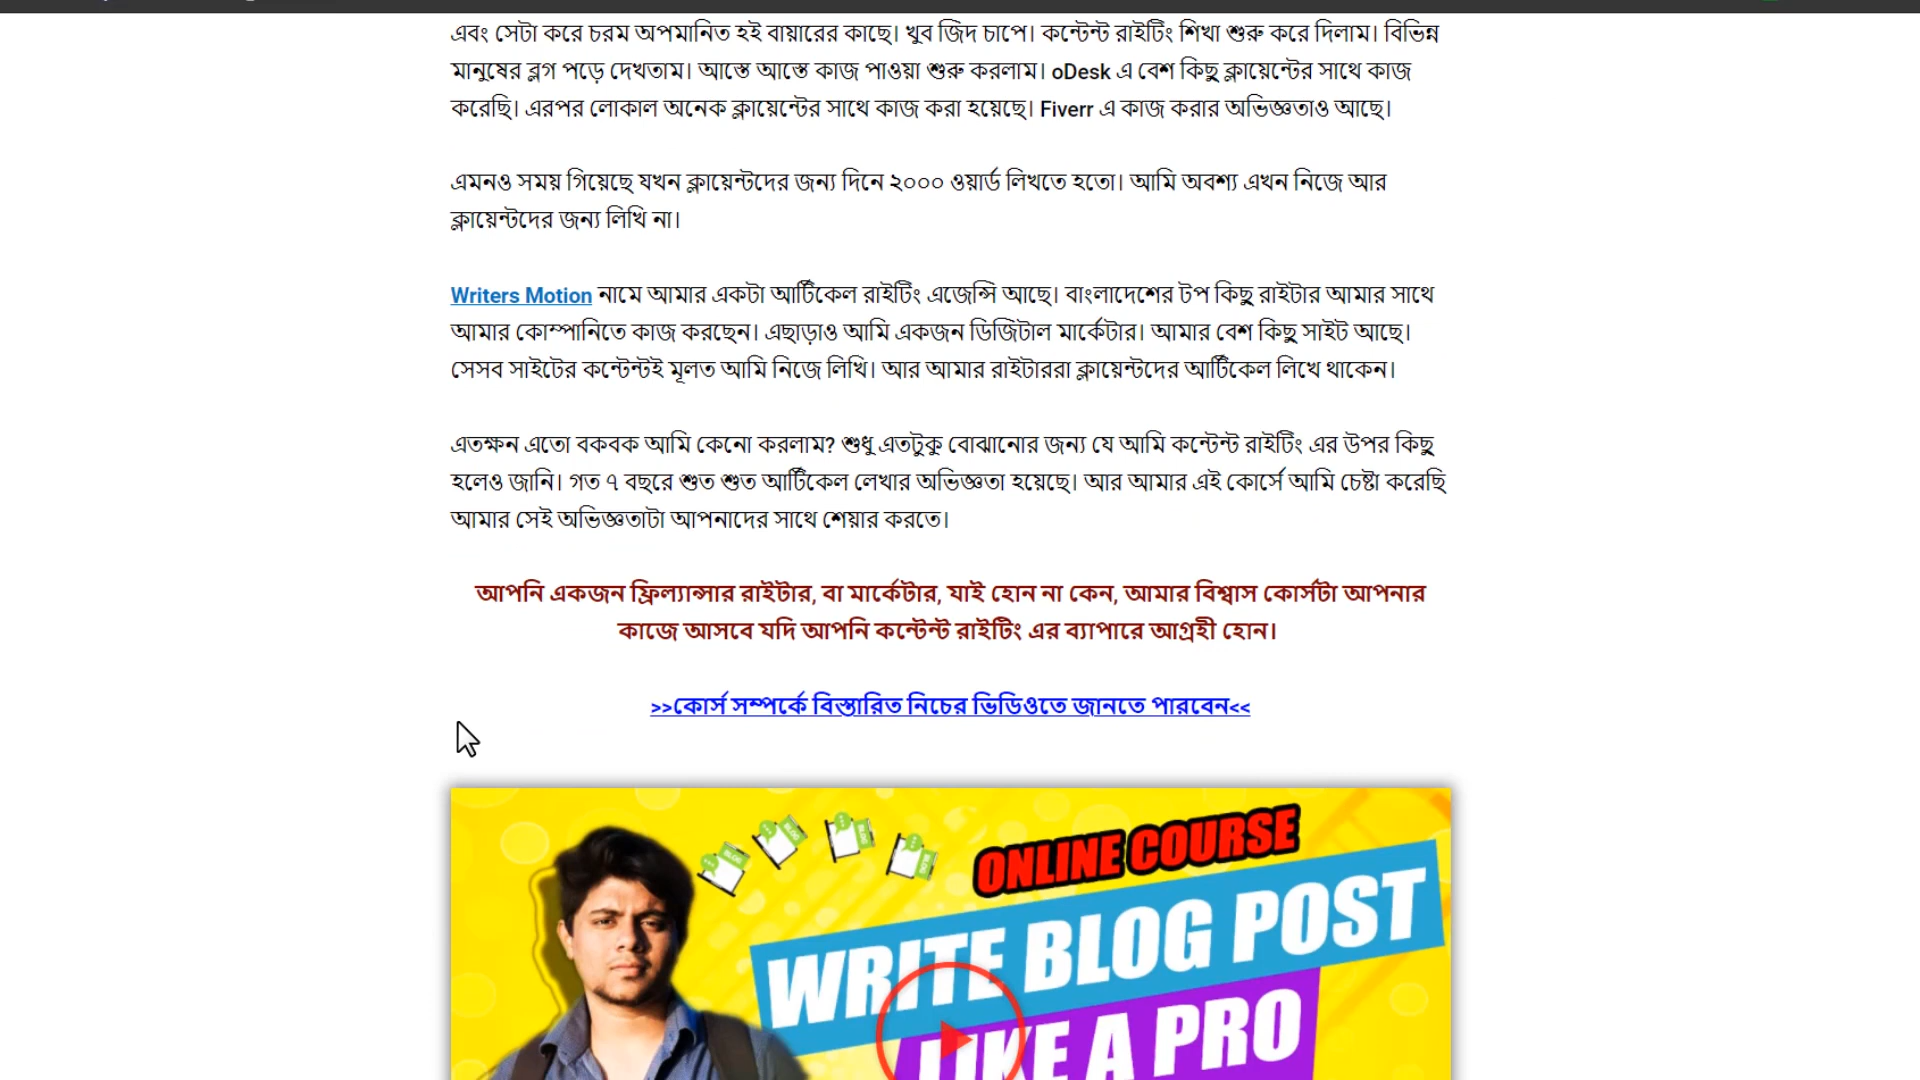 এবং সেটা করে চরম অপমানিত হই বায়ারের কাছে। খুব জিদ চাপে। কন্টেন্ট রাইটিং শিখা শুরু করে দিলাম। বিভিন্ন
মানুষের ব্লগ পড়ে দেখতাম। আস্তে আস্তে কাজ পাওয়া শুরু করলাম। oDesk এ বেশ কিছু ক্লায়েন্টের সাথে কাজ
করেছি। এরপর লোকাল অনেক ক্লায়েন্টের সাথে কাজ করা হয়েছে। Fiverr এ কাজ করার অভিজ্ঞতাও আছে।
এমনও সময় গিয়েছে যখন ক্লায়েন্টদের জন্য দিনে ২০০০ ওয়ার্ড লিখতে হতো। আমি অবশ্য এখন নিজে আর
ক্লায়েন্টদের জন্য লিখি না।
Writers Motion নামে আমার একটা আর্টিকেল রাইটিং এজেন্সি আছে। বাংলাদেশের টপ কিছু রাইটার আমার সাথে
আমার কোম্পানিতে কাজ করছেন। এছাড়াও আমি একজন ডিজিটাল মার্কেটার। আমার বেশ কিছু সাইট আছে।
সেসব সাইটের কন্টেন্টই মূলত আমি নিজে লিখি। আর আমার রাইটাররা ক্লায়েন্টদের আর্টিকেল লিখে থাকেন।
এতক্ষন এতো বকবক আমি কেনো করলাম? শুধু এতটুকু বোঝানোর জন্য যে আমি কন্টেন্ট রাইটিং এর উপর কিছু
হলেও জানি। গত ৭ বছরে শুত শুত আর্টিকেল লেখার অভিজ্ঞতা হয়েছে। আর আমার এই কোর্সে আমি চেষ্টা করেছি
আমার সেই অভিজ্ঞতাটা আপনাদের সাথে শেয়ার করতে।
আপনি একজন ফ্রিল্যান্সার রাইটার, বা মার্কেটার, যাই হোন না কেন, আমার বিশ্বাস কোর্সটা আপনার
কাজে আসবে যদি আপনি কন্টেন্ট রাইটিং এর ব্যাপারে আগ্রহী হোন।
>>কোর্স সম্পর্কে বিস্তারিত নিচের ভিডিওতে জানতে পারবেন<<
BLOG BLOG BLOG BLOG
ONLINE COURSE
WRITE BLOG POST
LIKE A PRO